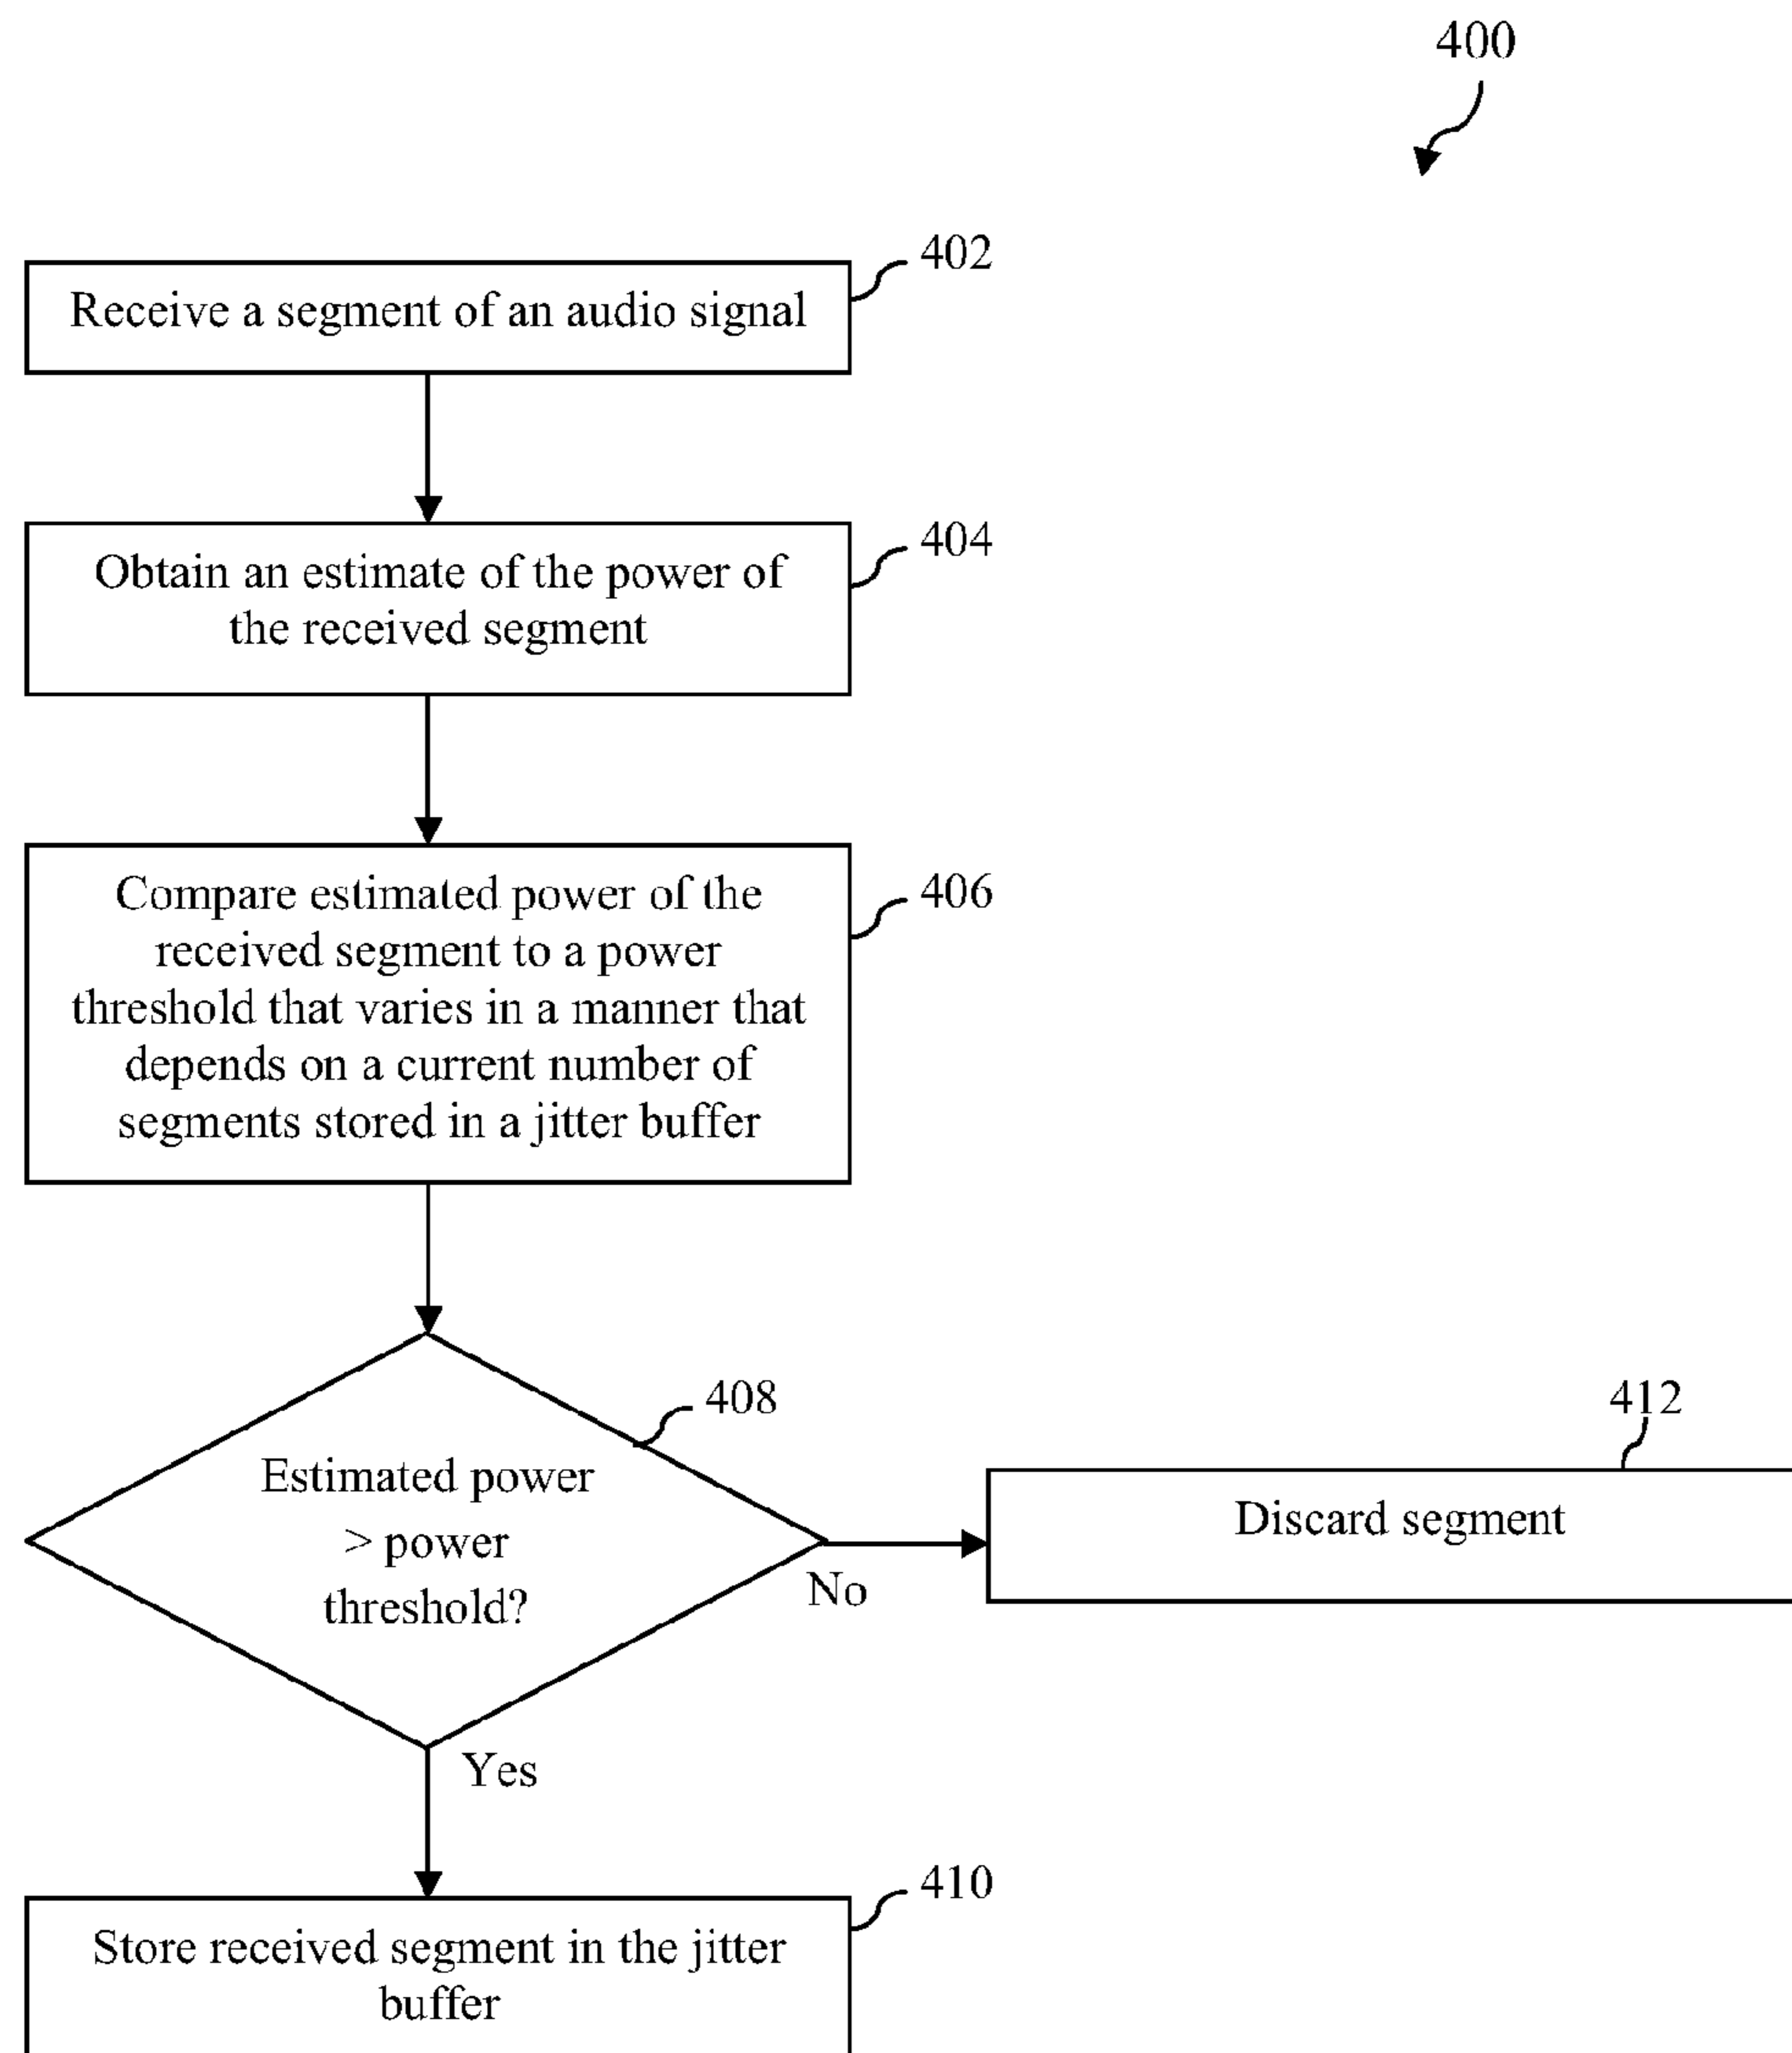 400
402
Receive a segment of an audio signal
404
Obtain an estimate of the power of
the received segment
406
Compare estimated power of the
received segment to a power
threshold that varies in a manner that
depends on a current number of
segments stored in a jitter buffer
408
Estimated power
> power
threshold?
No
412
Discard segment
Yes
410
Store received segment in the jitter
buffer